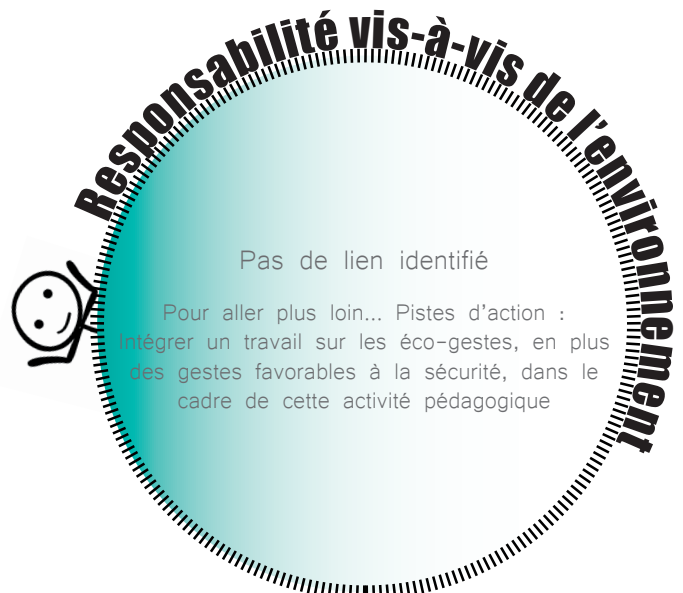 Responsabilité vis-à-vis de l'environnement
Pas de lien identifié
Pour aller plus loin... Pistes d'action :
Intégrer un travail sur les éco-gestes, en plus
des gestes favorables à la sécurité, dans le
cadre de cette activité pédagogique